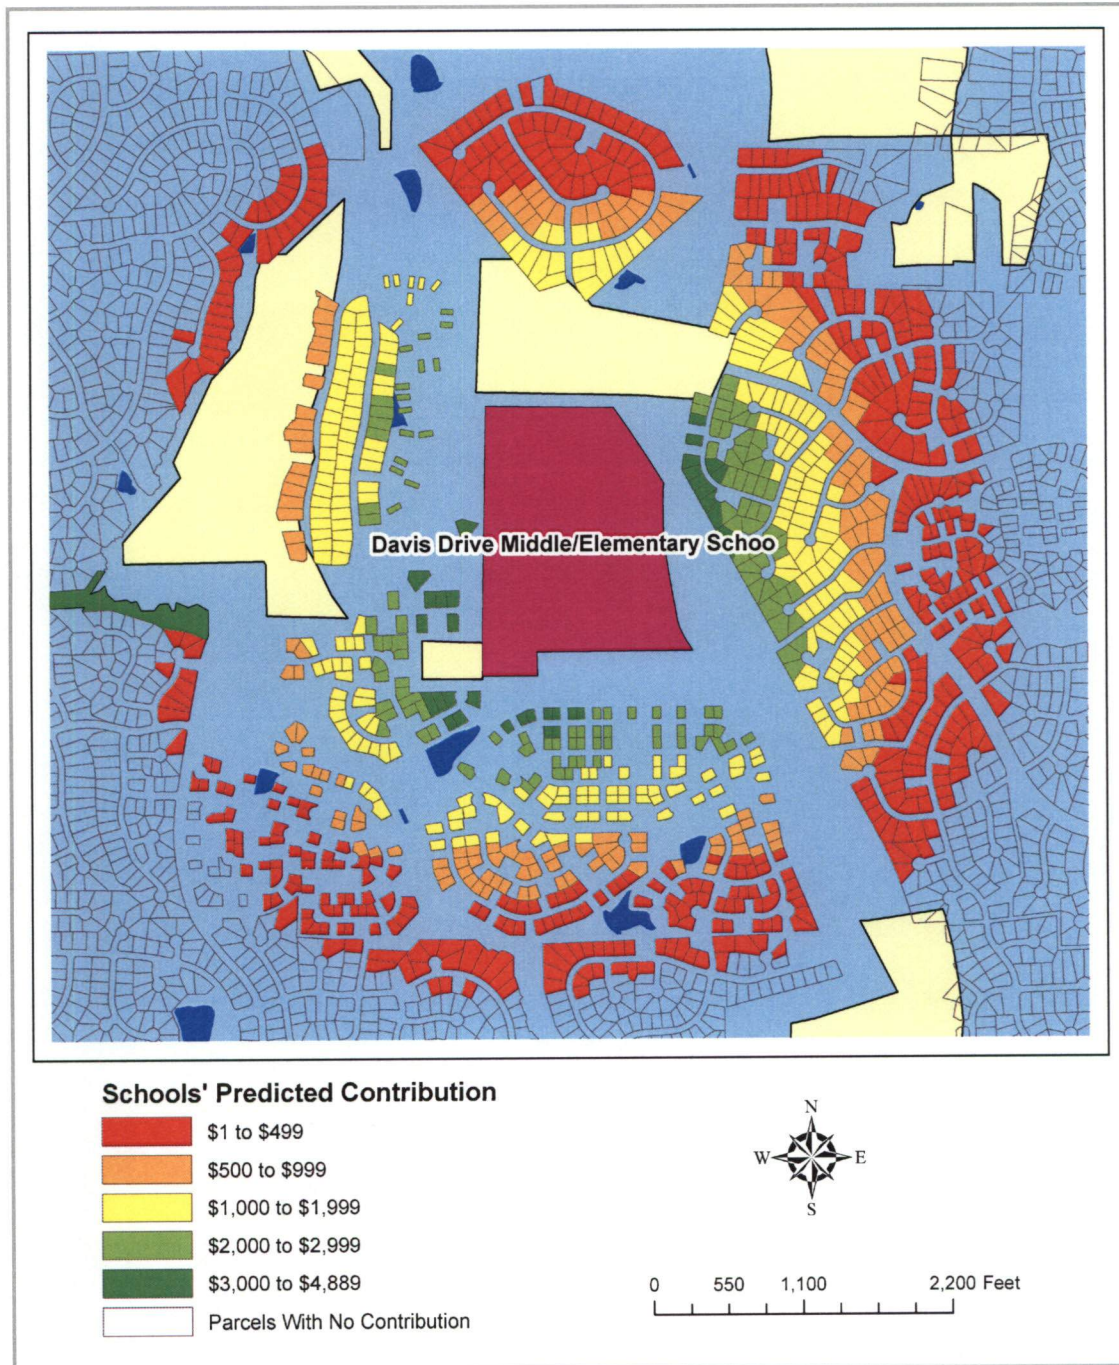 Davis Drive Middle/Elementary Schoo
Schools' Predicted Contribution
$1 to $499
$500 to $999
$1,000 to $1,999
$2,000 to $2,999
$3,000 to $4,889
Parcels With No Contribution
N
W E
S
0 550 1,100 2,200 Feet